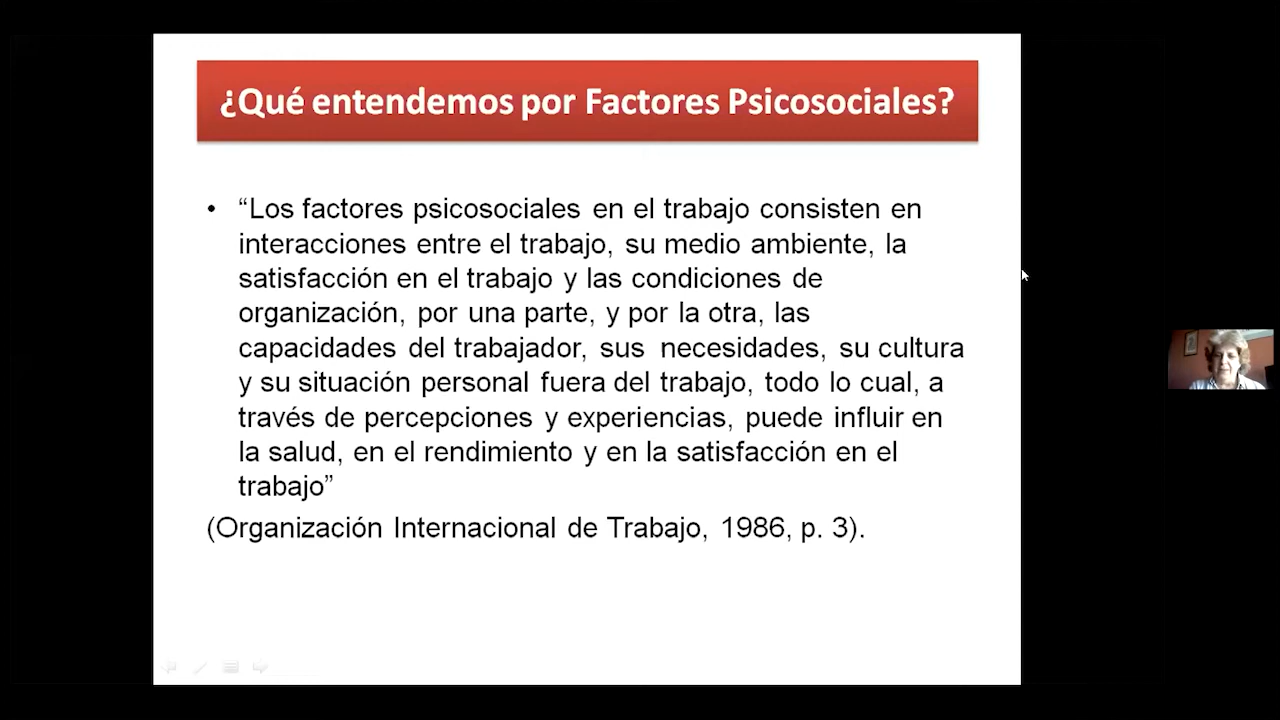 ¿Qué entendemos por Factores Psicosociales?
• “Los factores psicosociales en el trabajo consisten en
interacciones entre el trabajo, su medio ambiente, la
satisfacción en el trabajo y las condiciones de
organización, por una parte, y por la otra, las
capacidades del trabajador, sus necesidades, su cultura
y su situación personal fuera del trabajo, todo lo cual, a
través de percepciones y experiencias, puede influir en
la salud, en el rendimiento y en la satisfacción en el
trabajo”
(Organización Internacional de Trabajo, 1986, p. 3).